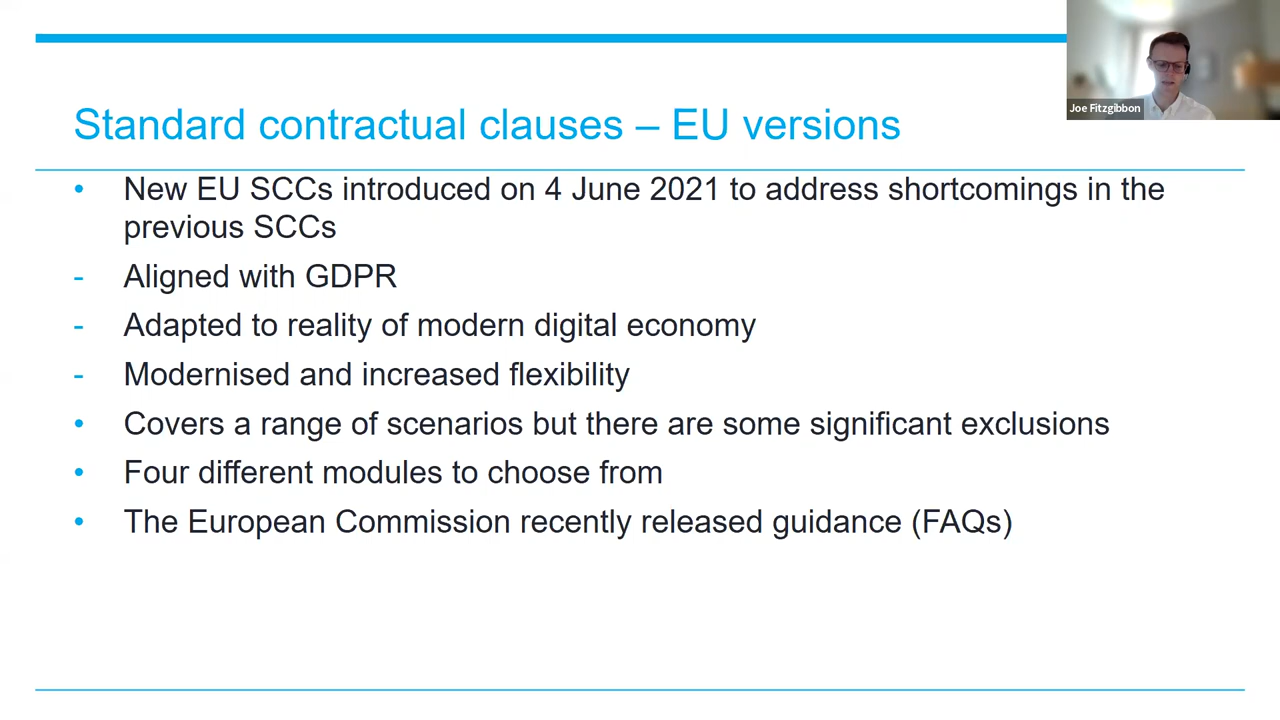 Joe Fitzgibbon
Standard contractual clauses – EU versions
• New EU SCCs introduced on 4 June 2021 to address shortcomings in the
previous SCCs
- Aligned with GDPR
- Adapted to reality of modern digital economy
- Modernised and increased flexibility
• Covers a range of scenarios but there are some significant exclusions
• Four different modules to choose from
• The European Commission recently released guidance (FAQs)